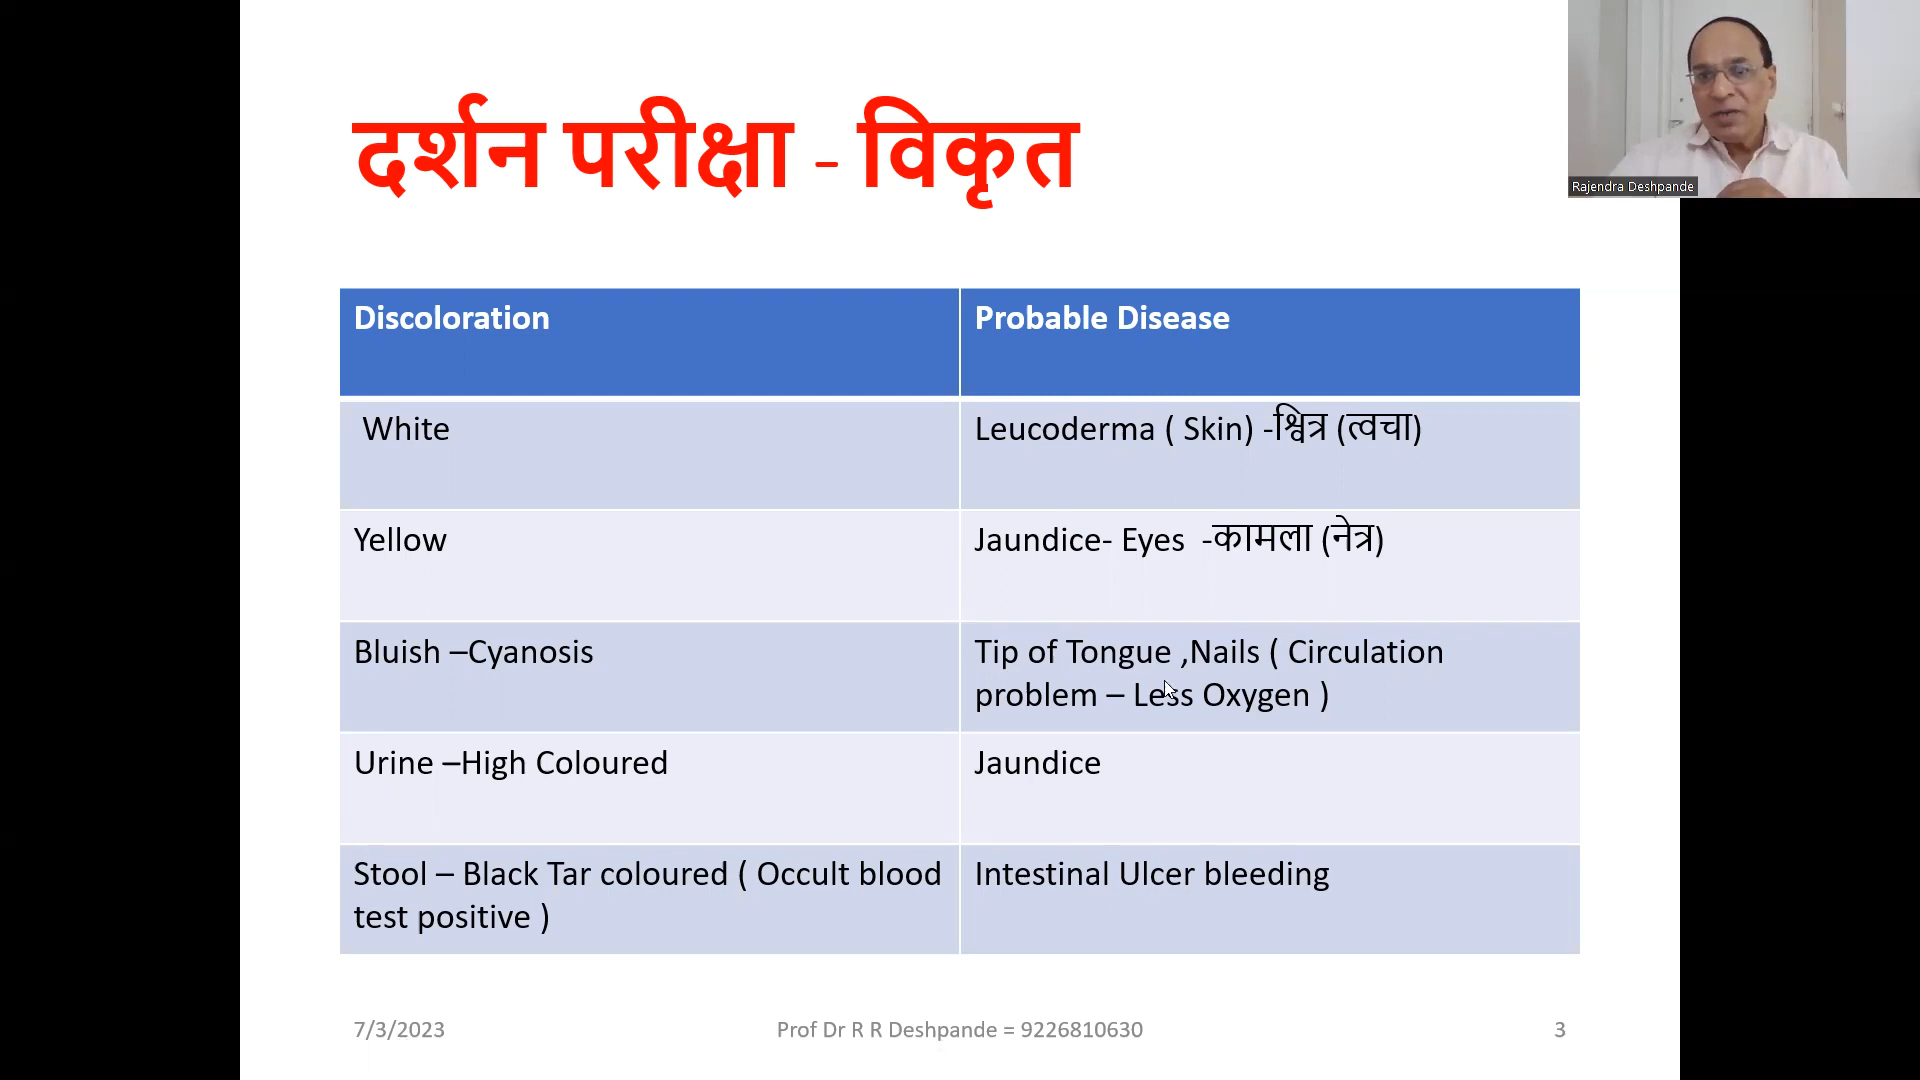 दर्शन परीक्षा - विकृत
Rajendra Deshpande
Discoloration
Probable Disease
White
Leucoderma ( Skin) -श्वित्र (त्वचा)
Yellow
Jaundice- Eyes -कामला (नेत्र)
Bluish –Cyanosis
Tip of Tongue ,Nails ( Circulation
problem – Less Oxygen )
Urine –High Coloured
Jaundice
Stool – Black Tar coloured ( Occult blood
test positive )
Intestinal Ulcer bleeding
7/3/2023
Prof Dr R R Deshpande = 9226810630
3